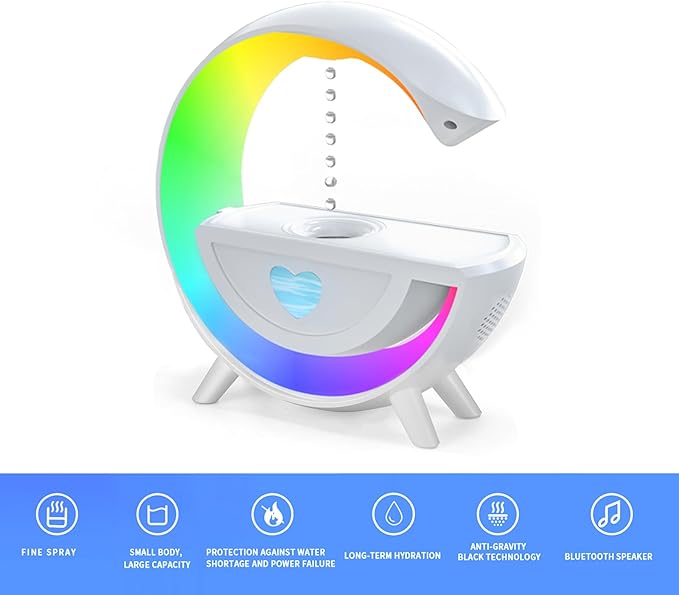 FINE SPRAY
SMALL BODY,
LARGE CAPACITY
PROTECTION AGAINST WATER
SHORTAGE AND POWER FAILURE
LONG-TERM HYDRATION
ANTI-GRAVITY
BLACK TECHNOLOGY
BLUETOOTH SPEAKER